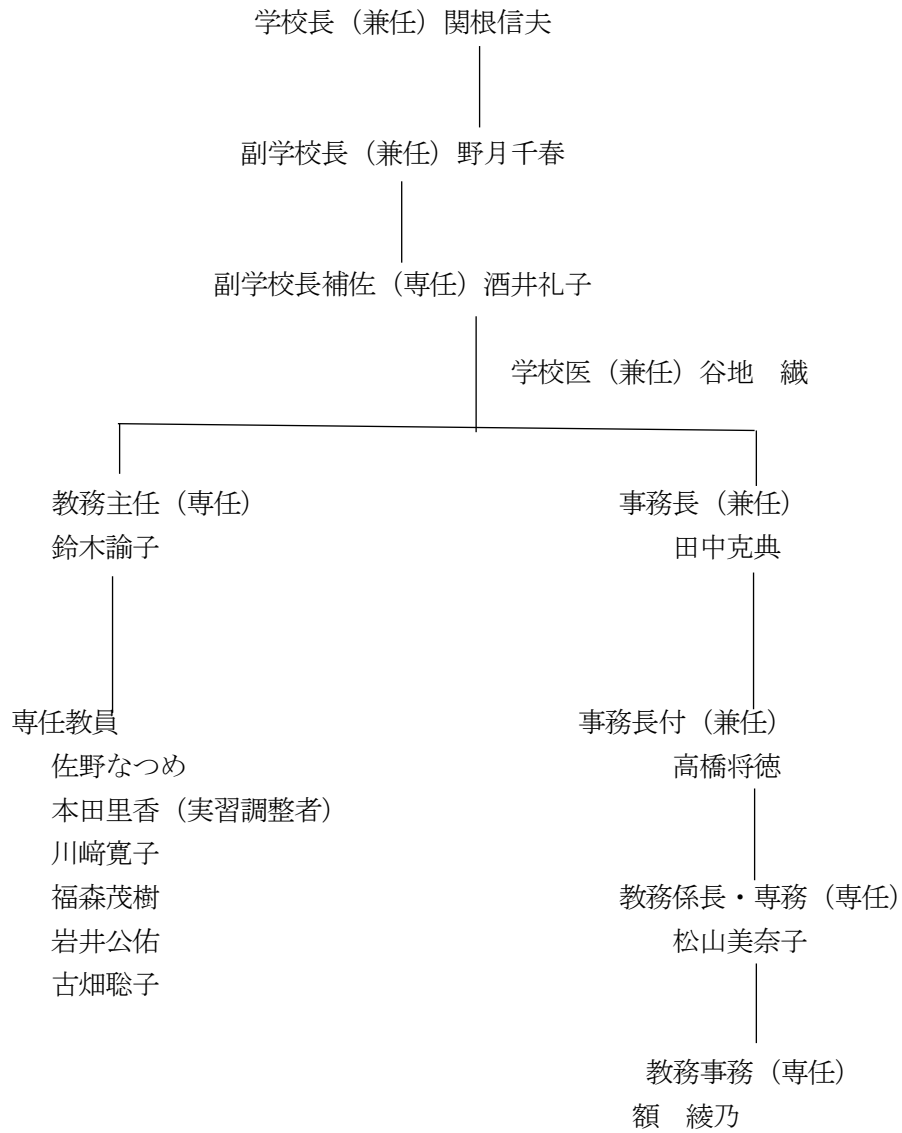 学校長（兼任）関根信夫
副学校長（兼任）野月千春
副学校長補佐（専任）酒井礼子
学校医（兼任）谷地　繊
教務主任（専任）
鈴木諭子
専任教員
佐野なつめ
本田里香（実習調整者）
川﨑寛子
福森茂樹
岩井公佑
古畑聡子
事務長（兼任）
田中克典
事務長付（兼任）
高橋将徳
教務係長・専務（専任）
松山美奈子
教務事務（専任）
額　綾乃